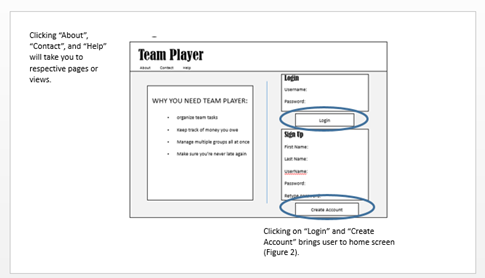 Clicking "About",
"Contact", and "Help"
will take you to
respective pages or
views.
Team Player
About Contact Help
WHY YOU NEED TEAM PLAYER:
• organize team tasks
• Keep track of money you owe
• Manage multiple groups all at once
• Make sure you're never late again
Login
Username:
Password:
Login
Sign Up
First Name:
Last Name:
Username:
Password:
Retype password:
Create Account
Clicking on "Login" and "Create
Account" brings user to home screen
(Figure 2).